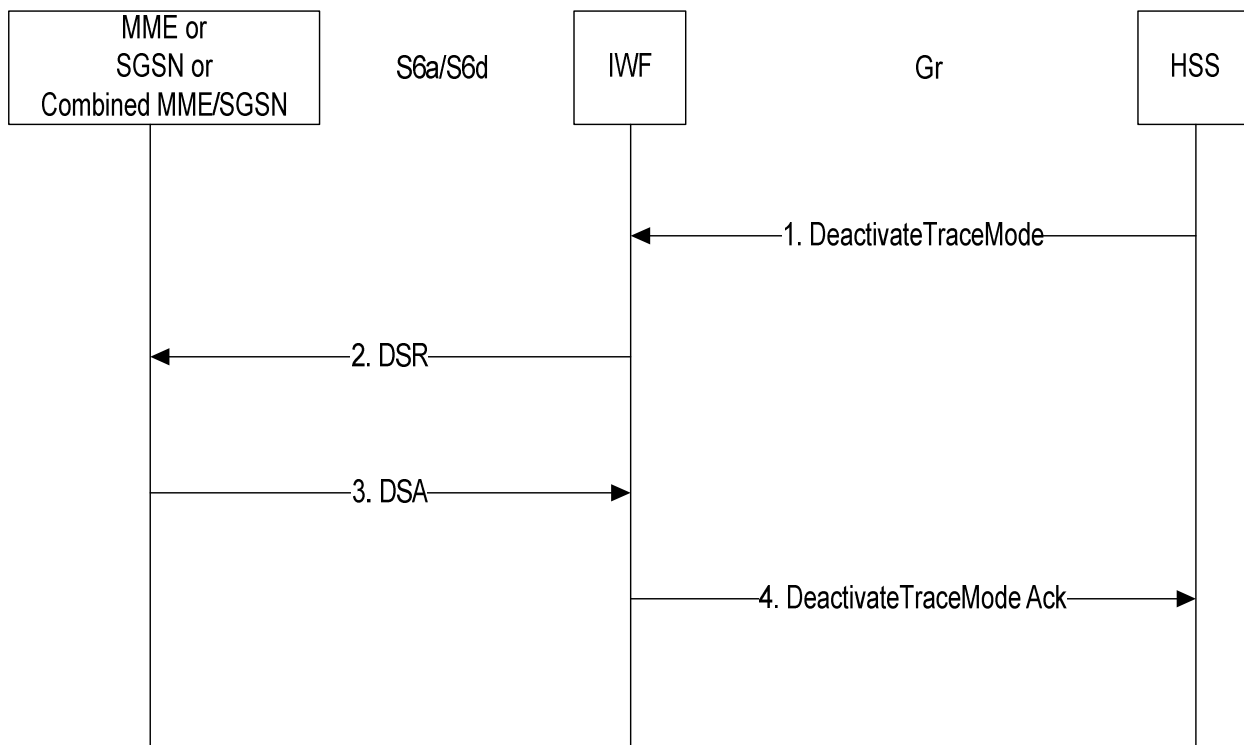 MME or
SGSN or
Combined MME/SGSN
S6a/S6d
IWF
Gr
HSS
1. DeactivateTraceMode
2. DSR
3. DSA
4. DeactivateTraceMode Ack